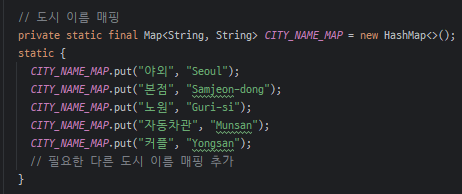 // 도시 이름 매핑
private static final Map<String, String> CITY_NAME_MAP = new HashMap<>();
static {
CITY_NAME_MAP.put("야외", "Seoul");
CITY_NAME_MAP.put("본점", "Samjeon-dong");
CITY_NAME_MAP.put("노원", "Guri-si");
CITY_NAME_MAP.put("자동차관", "Munsan");
CITY_NAME_MAP.put("커플", "Yongsan");
// 필요한 다른 도시 이름 매핑 추가
}